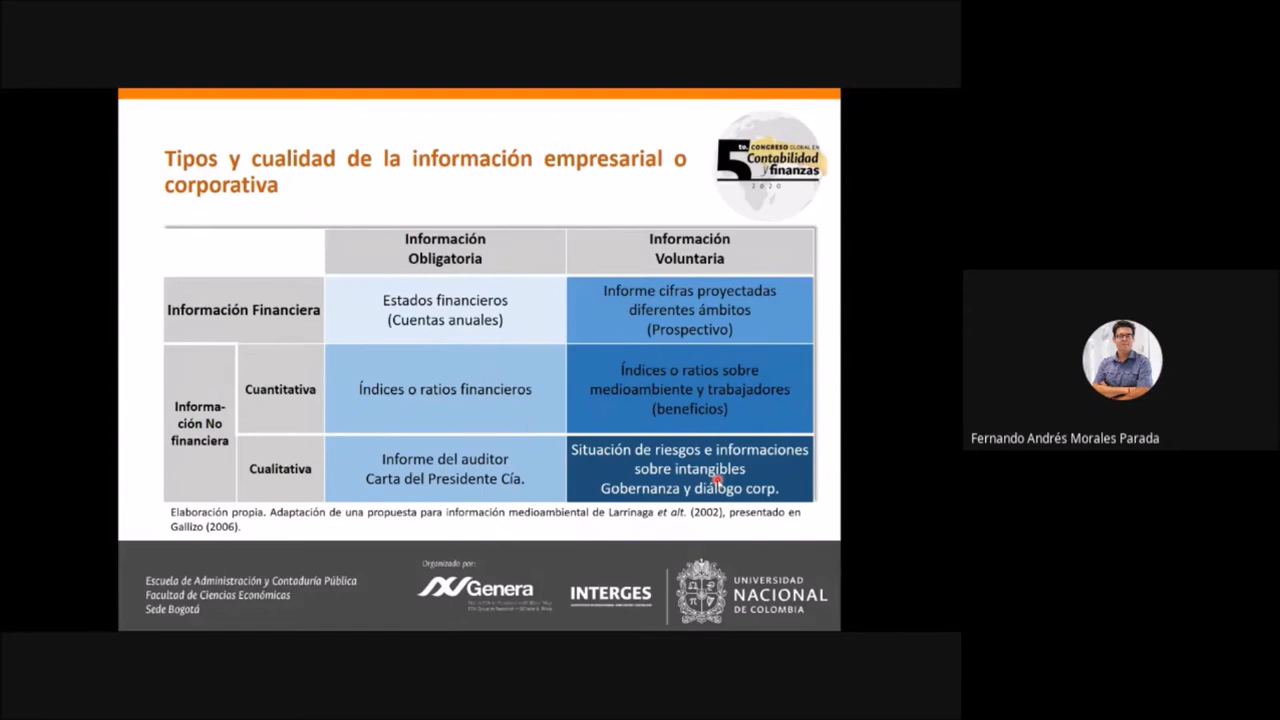 Tipos y cualidad de la información empresarial o
corporativa
5to. CONGRESO GLOBAL EN
Contabilidad
y finanzas
2020
Información
Obligatoria
Información
Voluntaria
Información Financiera
Estados financieros
(Cuentas anuales)
Informe cifras proyectadas
diferentes ámbitos
(Prospectivo)
Informa-
ción No
financiera
Cuantitativa
Índices o ratios financieros
Índices o ratios sobre
medioambiente y trabajadores
(beneficios)
Cualitativa
Informe del auditor
Carta del Presidente Cía.
Situación de riesgos e informaciones
sobre intangibles
Gobernanza y diálogo corp.
Elaboración propia. Adaptación de una propuesta para información medioambiental de Larrinaga et alt. (2002), presentado en
Gallizo (2006).
Escuela de Administración y Contaduría Pública
Facultad de Ciencias Económicas
Sede Bogotá
Organizado por:
Genera
INTERGES
UNIVERSIDAD
NACIONAL
DE COLOMBIA
Fernando Andrés Morales Parada